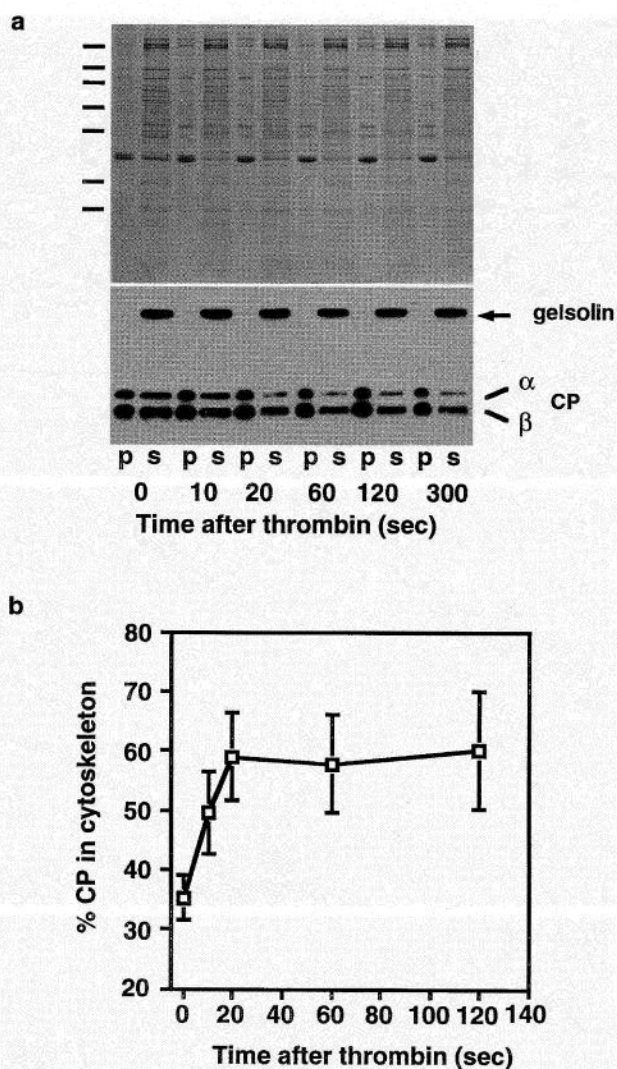 a
gelsolin
α
CP
β
p s p s p s p s p s p s
0 10 20 60 120 300
Time after thrombin (sec)
b
80
70
60
50
40
30
20
% CP in cytoskeleton
0 20 40 60 80 100 120 140
Time after thrombin (sec)